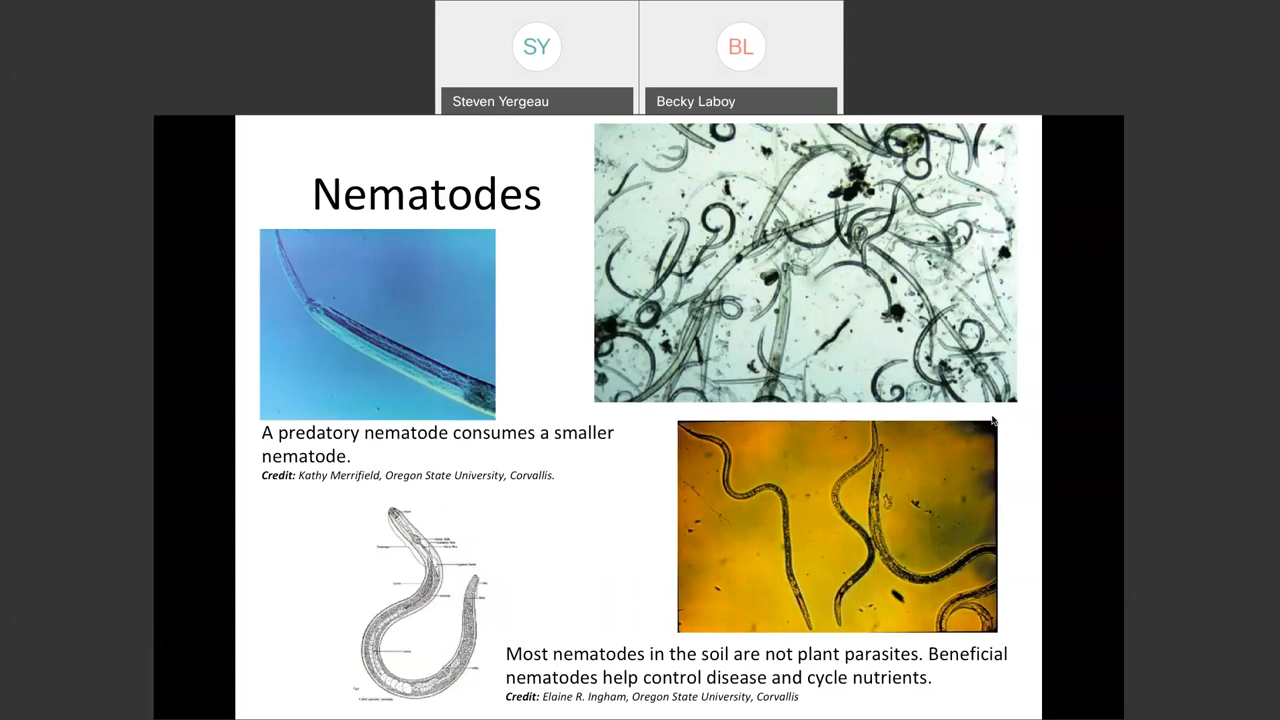 SY
BL
Steven Yergeau
Becky Laboy
Nematodes
A predatory nematode consumes a smaller
nematode.
Credit: Kathy Merrifield, Oregon State University, Corvallis.
Most nematodes in the soil are not plant parasites. Beneficial
nematodes help control disease and cycle nutrients.
Credit: Elaine R. Ingham, Oregon State University, Corvallis